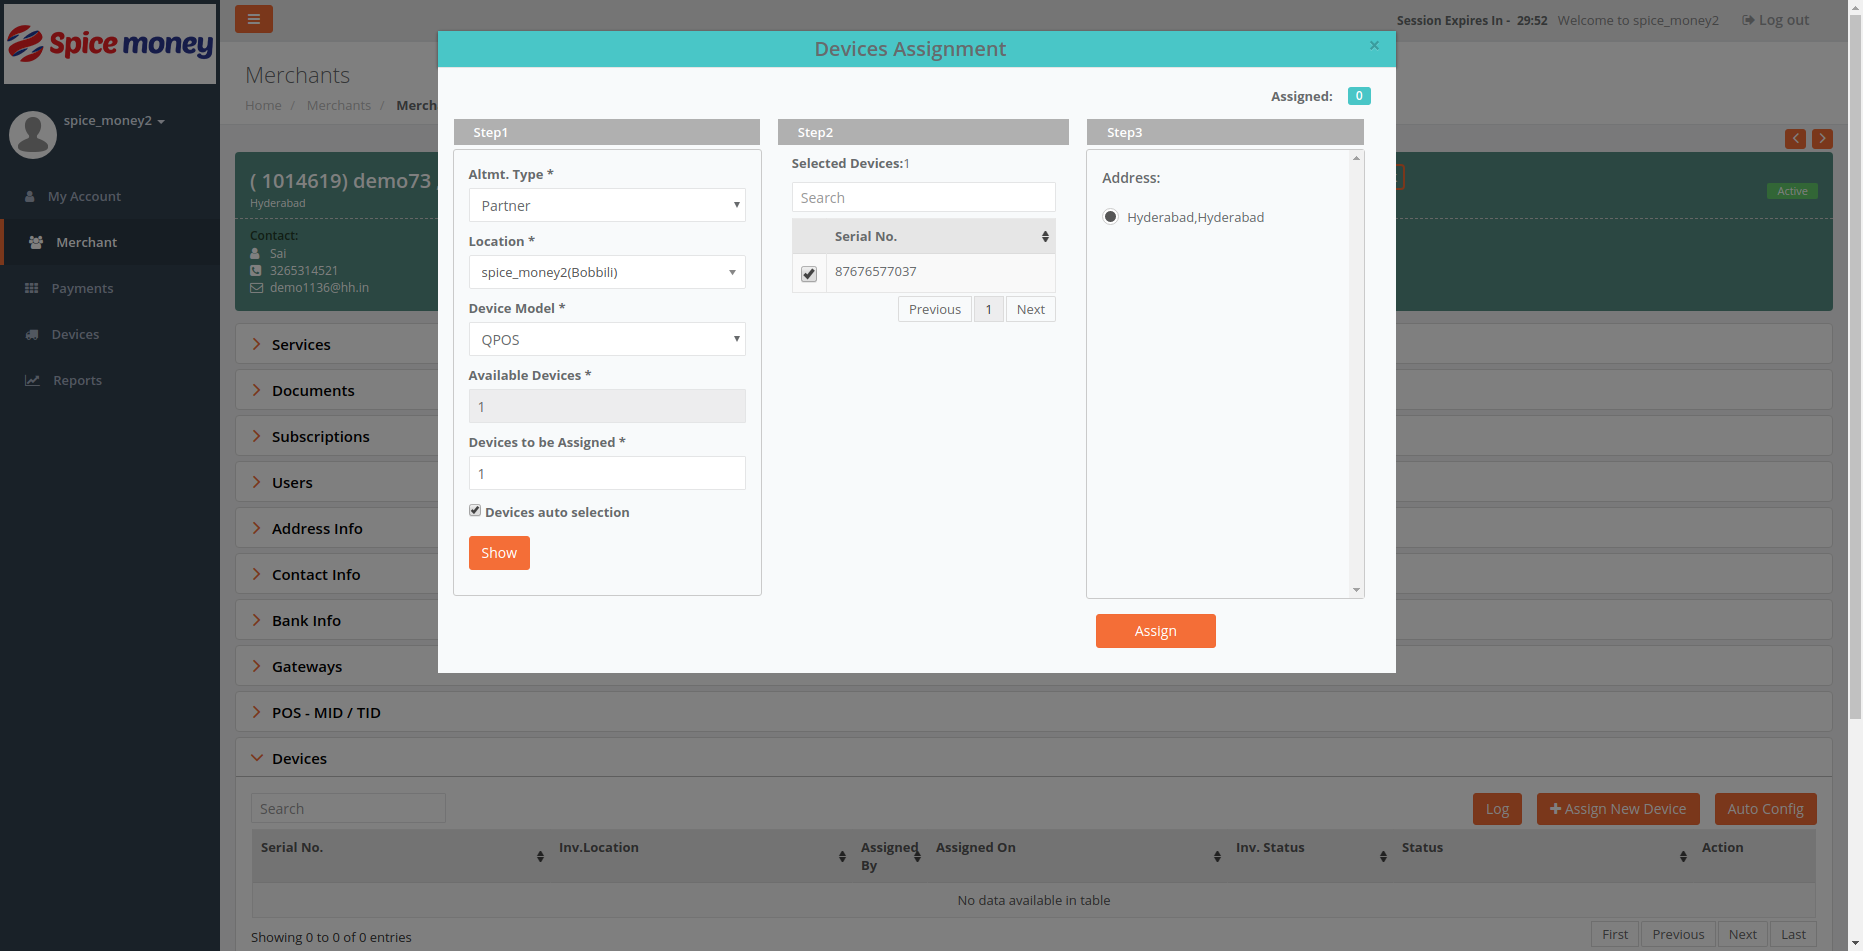 Spice money
Session Expires In - 29:52 Welcome to spice_money2 Log out
Devices Assignment ×
Merchants
Home / Merchants / Merch
spice_money2
My Account
Merchant
Payments
Devices
Reports
( 1014619) demo73
Hyderabad
Active
Contact:
Sai
3265314521
demo1136@hh.in
Assigned: 0
Step1
Altmt. Type *
Partner
Location *
spice_money2(Bobbili)
Device Model *
QPOS
Available Devices *
1
Devices to be Assigned *
1
Devices auto selection
Show
Step2
Selected Devices:1
Search
Serial No.
87676577037
Previous 1 Next
Step3
Address:
Hyderabad,Hyderabad
Assign
Services
Documents
Subscriptions
Users
Address Info
Contact Info
Bank Info
Gateways
POS - MID / TID
Devices
Search
Log Assign New Device Auto Config
Serial No. Inv.Location Assigned By Assigned On Inv. Status Status Action
No data available in table
Showing 0 to 0 of 0 entries
First Previous Next Last